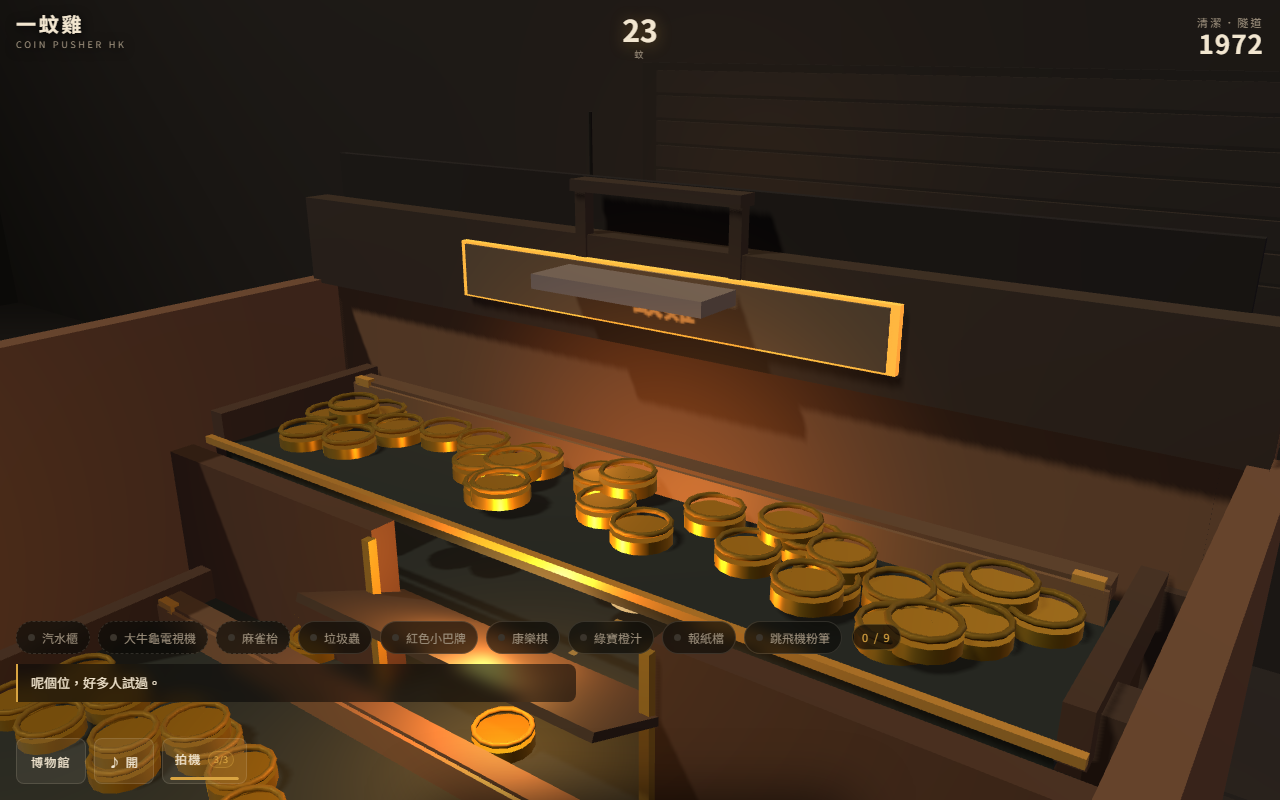 一蚊雞
COIN PUSHER HK
23
蚊
清潔 · 隧道
1972
汽水櫃
大牛龜電視機
麻雀枱
垃圾蟲
紅色小巴牌
康樂棋
綠寶橙汁
報紙檔
跳飛機粉筆
0 / 9
呢個位，好多人試過。
博物館
♪ 開
拍機 3/3